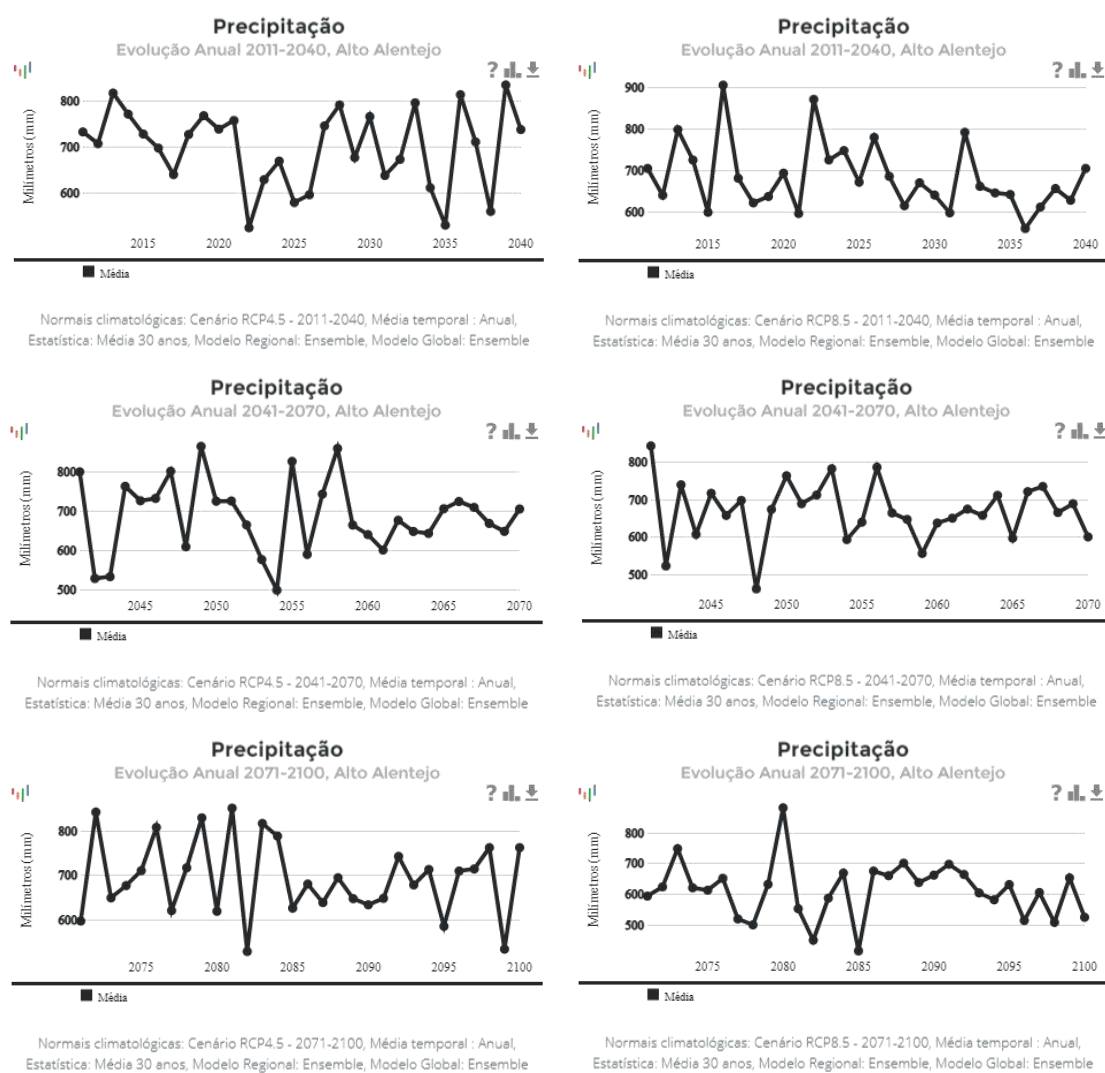 Precipitação
Evolução Anual 2011-2040, Alto Alentejo
?
Milímetros (mm)
800
700
600
2015 2020 2025 2030 2035 2040
Média
Normais climatológicas: Cenário RCP4.5 - 2011-2040, Média temporal : Anual,
Estatística: Média 30 anos, Modelo Regional: Ensemble, Modelo Global: Ensemble
Precipitação
Evolução Anual 2011-2040, Alto Alentejo
?
Milímetros (mm)
900
800
700
600
2015 2020 2025 2030 2035 2040
Média
Normais climatológicas: Cenário RCP8.5 - 2011-2040, Média temporal : Anual,
Estatística: Média 30 anos, Modelo Regional: Ensemble, Modelo Global: Ensemble
Precipitação
Evolução Anual 2041-2070, Alto Alentejo
?
Milímetros (mm)
800
700
600
500
2045 2050 2055 2060 2065 2070
Média
Normais climatológicas: Cenário RCP4.5 - 2041-2070, Média temporal : Anual,
Estatística: Média 30 anos, Modelo Regional: Ensemble, Modelo Global: Ensemble
Precipitação
Evolução Anual 2041-2070, Alto Alentejo
?
Milímetros (mm)
800
700
600
500
2045 2050 2055 2060 2065 2070
Média
Normais climatológicas: Cenário RCP8.5 - 2041-2070, Média temporal : Anual,
Estatística: Média 30 anos, Modelo Regional: Ensemble, Modelo Global: Ensemble
Precipitação
Evolução Anual 2071-2100, Alto Alentejo
?
Milímetros (mm)
800
700
600
2075 2080 2085 2090 2095 2100
Média
Normais climatológicas: Cenário RCP4.5 - 2071-2100, Média temporal : Anual,
Estatística: Média 30 anos, Modelo Regional: Ensemble, Modelo Global: Ensemble
Precipitação
Evolução Anual 2071-2100, Alto Alentejo
?
Milímetros (mm)
800
700
600
500
2075 2080 2085 2090 2095 2100
Média
Normais climatológicas: Cenário RCP8.5 - 2071-2100, Média temporal : Anual,
Estatística: Média 30 anos, Modelo Regional: Ensemble, Modelo Global: Ensemble